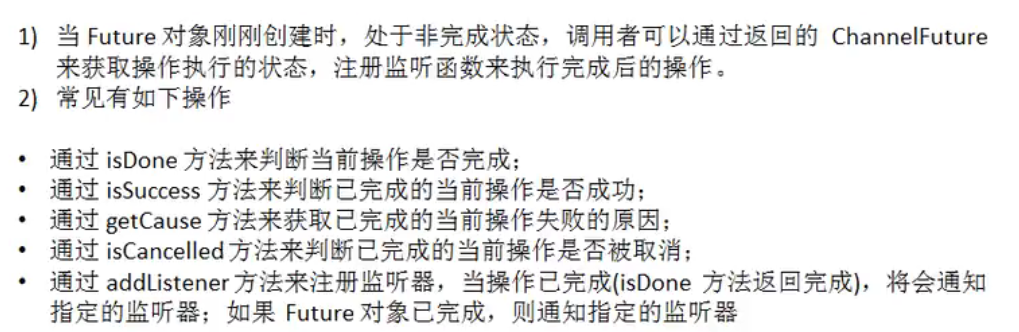 1) 当 Future 对象刚刚创建时，处于非完成状态，调用者可以通过返回的 ChannelFuture
来获取操作执行的状态，注册监听函数来执行完成后的操作。
2) 常见有如下操作
• 通过 isDone 方法来判断当前操作是否完成；
• 通过 isSuccess 方法来判断已完成的当前操作是否成功；
• 通过 getCause 方法来获取已完成的当前操作失败的原因；
• 通过 isCancelled 方法来判断已完成的当前操作是否被取消；
• 通过 addListener 方法来注册监听器，当操作已完成(isDone 方法返回完成)，将会通知
指定的监听器；如果 Future 对象已完成，则通知指定的监听器